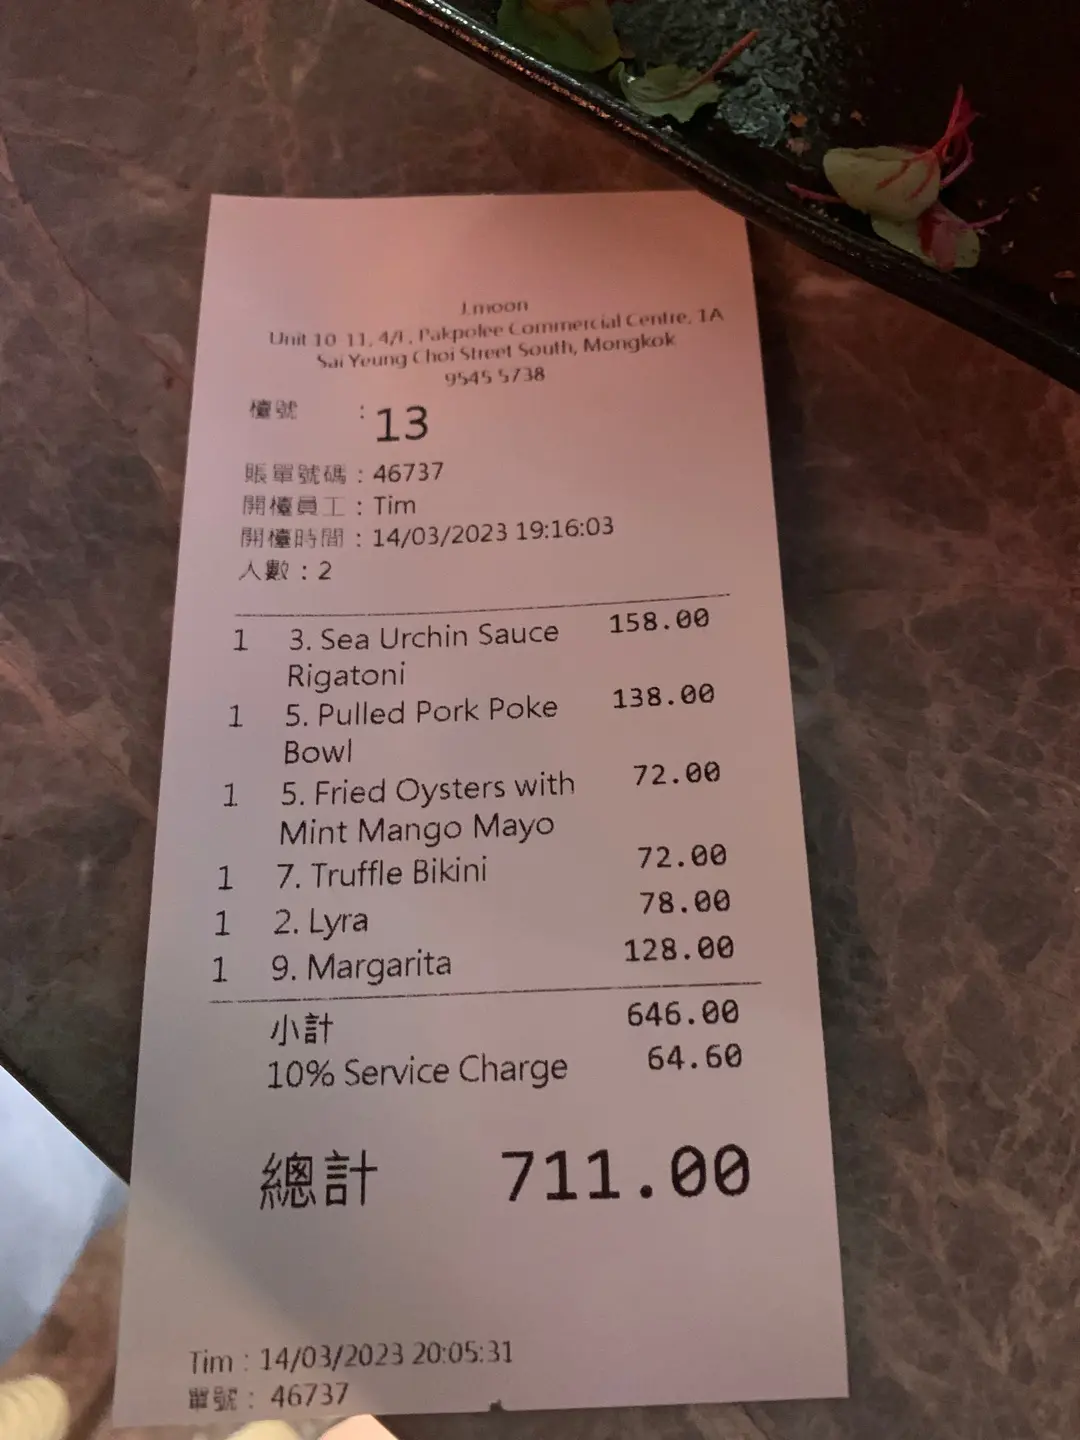 J.moon
Unit 10-11, 4/F, Pakpolee Commercial Centre, 1A
Sai Yeung Choi Street South, Mongkok
9545 5738
檯號 : 13
賬單號碼 : 46737
開檯員工 : Tim
開檯時間 : 14/03/2023 19:16:03
人數 : 2
1 3. Sea Urchin Sauce 158.00
Rigatoni
1 5. Pulled Pork Poke 138.00
Bowl
1 5. Fried Oysters with 72.00
Mint Mango Mayo
1 7. Truffle Bikini 72.00
1 2. Lyra 78.00
1 9. Margarita 128.00
小計 646.00
10% Service Charge 64.60
總計 711.00
Tim : 14/03/2023 20:05:31
單號 : 46737